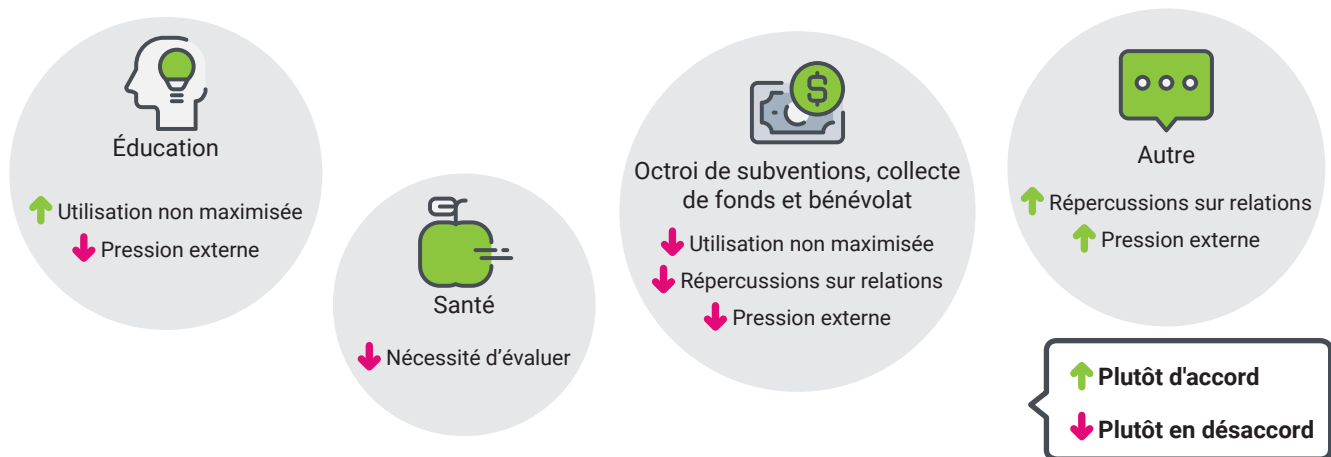 Éducation
Utilisation non maximisée
Pression externe
Santé
Nécessité d'évaluer
$
Octroi de subventions, collecte
de fonds et bénévolat
Utilisation non maximisée
Répercussions sur relations
Pression externe
Autre
Répercussions sur relations
Pression externe
Plutôt d'accord
Plutôt en désaccord